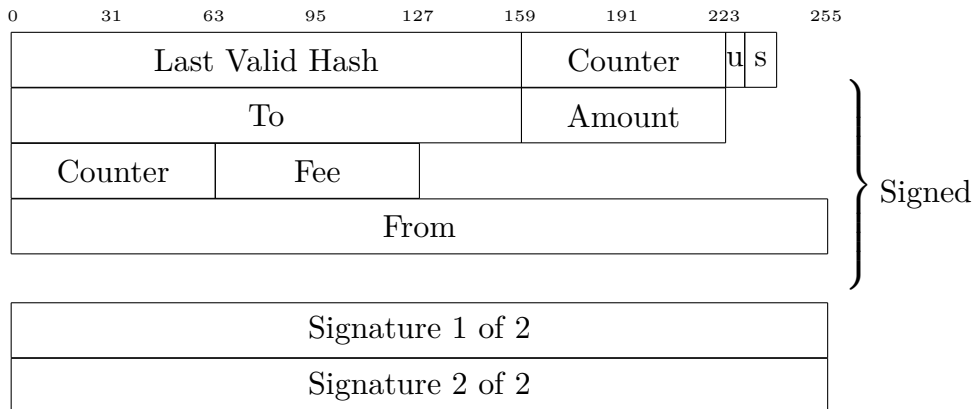 0 31 63 95 127 159 191 223 255
Last Valid Hash Counter u s
To Amount
Counter Fee
From
Signed
Signature 1 of 2
Signature 2 of 2